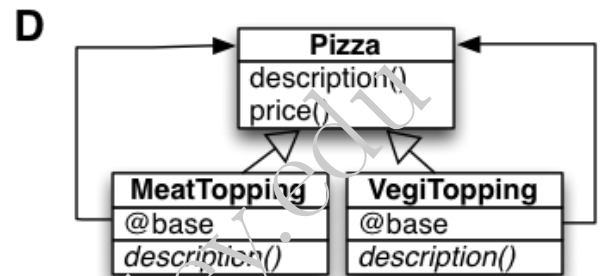 D
Pizza
description()
price()
MeatTopping
@base
description()
VegiTopping
@base
description()